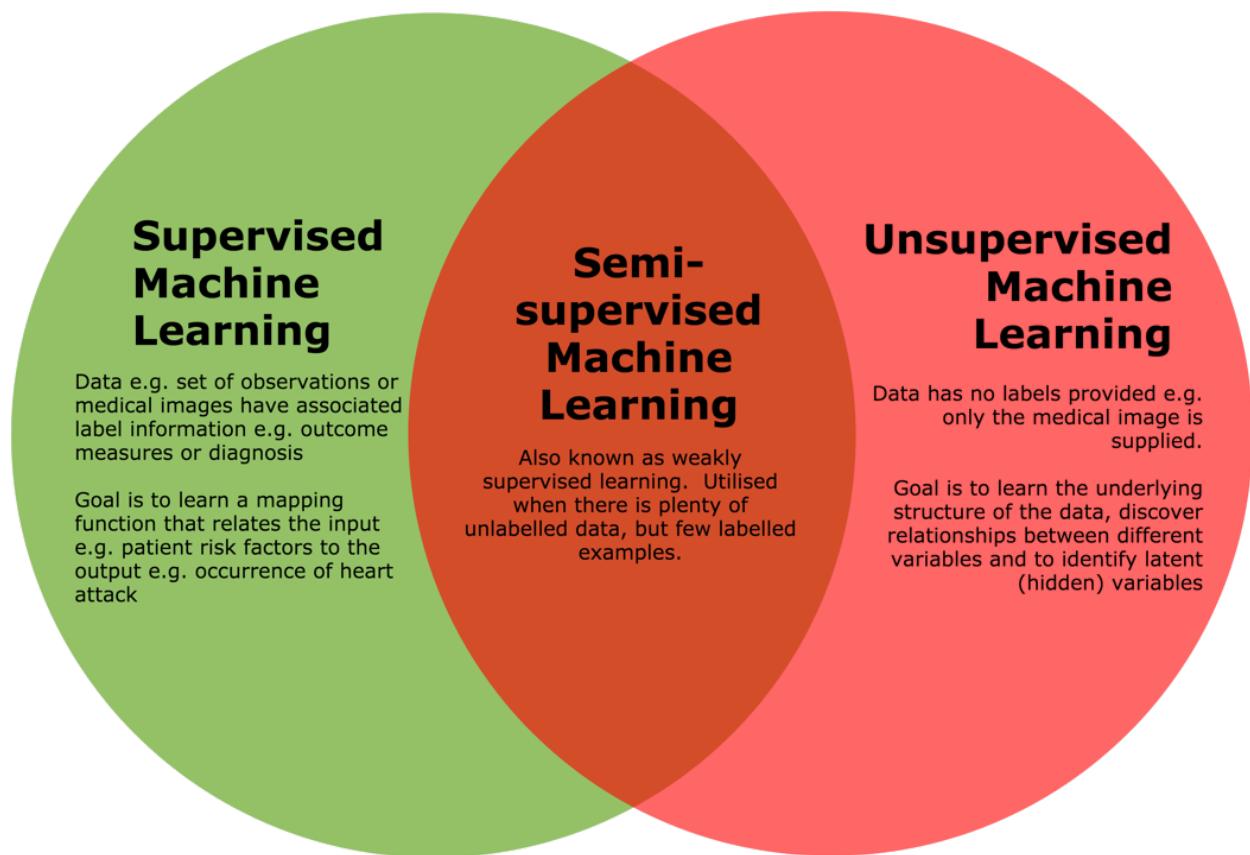 Supervised
Machine
Learning
Data e.g. set of observations or
medical images have associated
label information e.g. outcome
measures or diagnosis
Goal is to learn a mapping
function that relates the input
e.g. patient risk factors to the
output e.g. occurrence of heart
attack
Semi-
supervised
Machine
Learning
Also known as weakly
supervised learning.  Utilised
when there is plenty of
unlabelled data, but few labelled
examples.
Unsupervised
Machine
Learning
Data has no labels provided e.g.
only the medical image is
supplied.
Goal is to learn the underlying
structure of the data, discover
relationships between different
variables and to identify latent
(hidden) variables